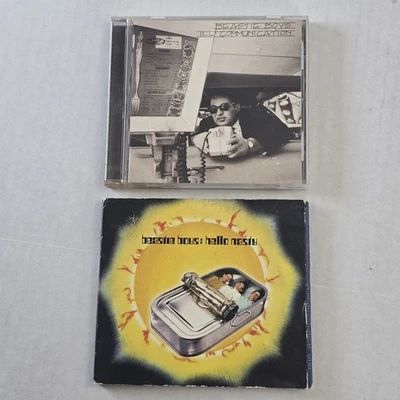 BEASTIE BOYS
ILL COMMUNICATION
beastie boys: hello nasty